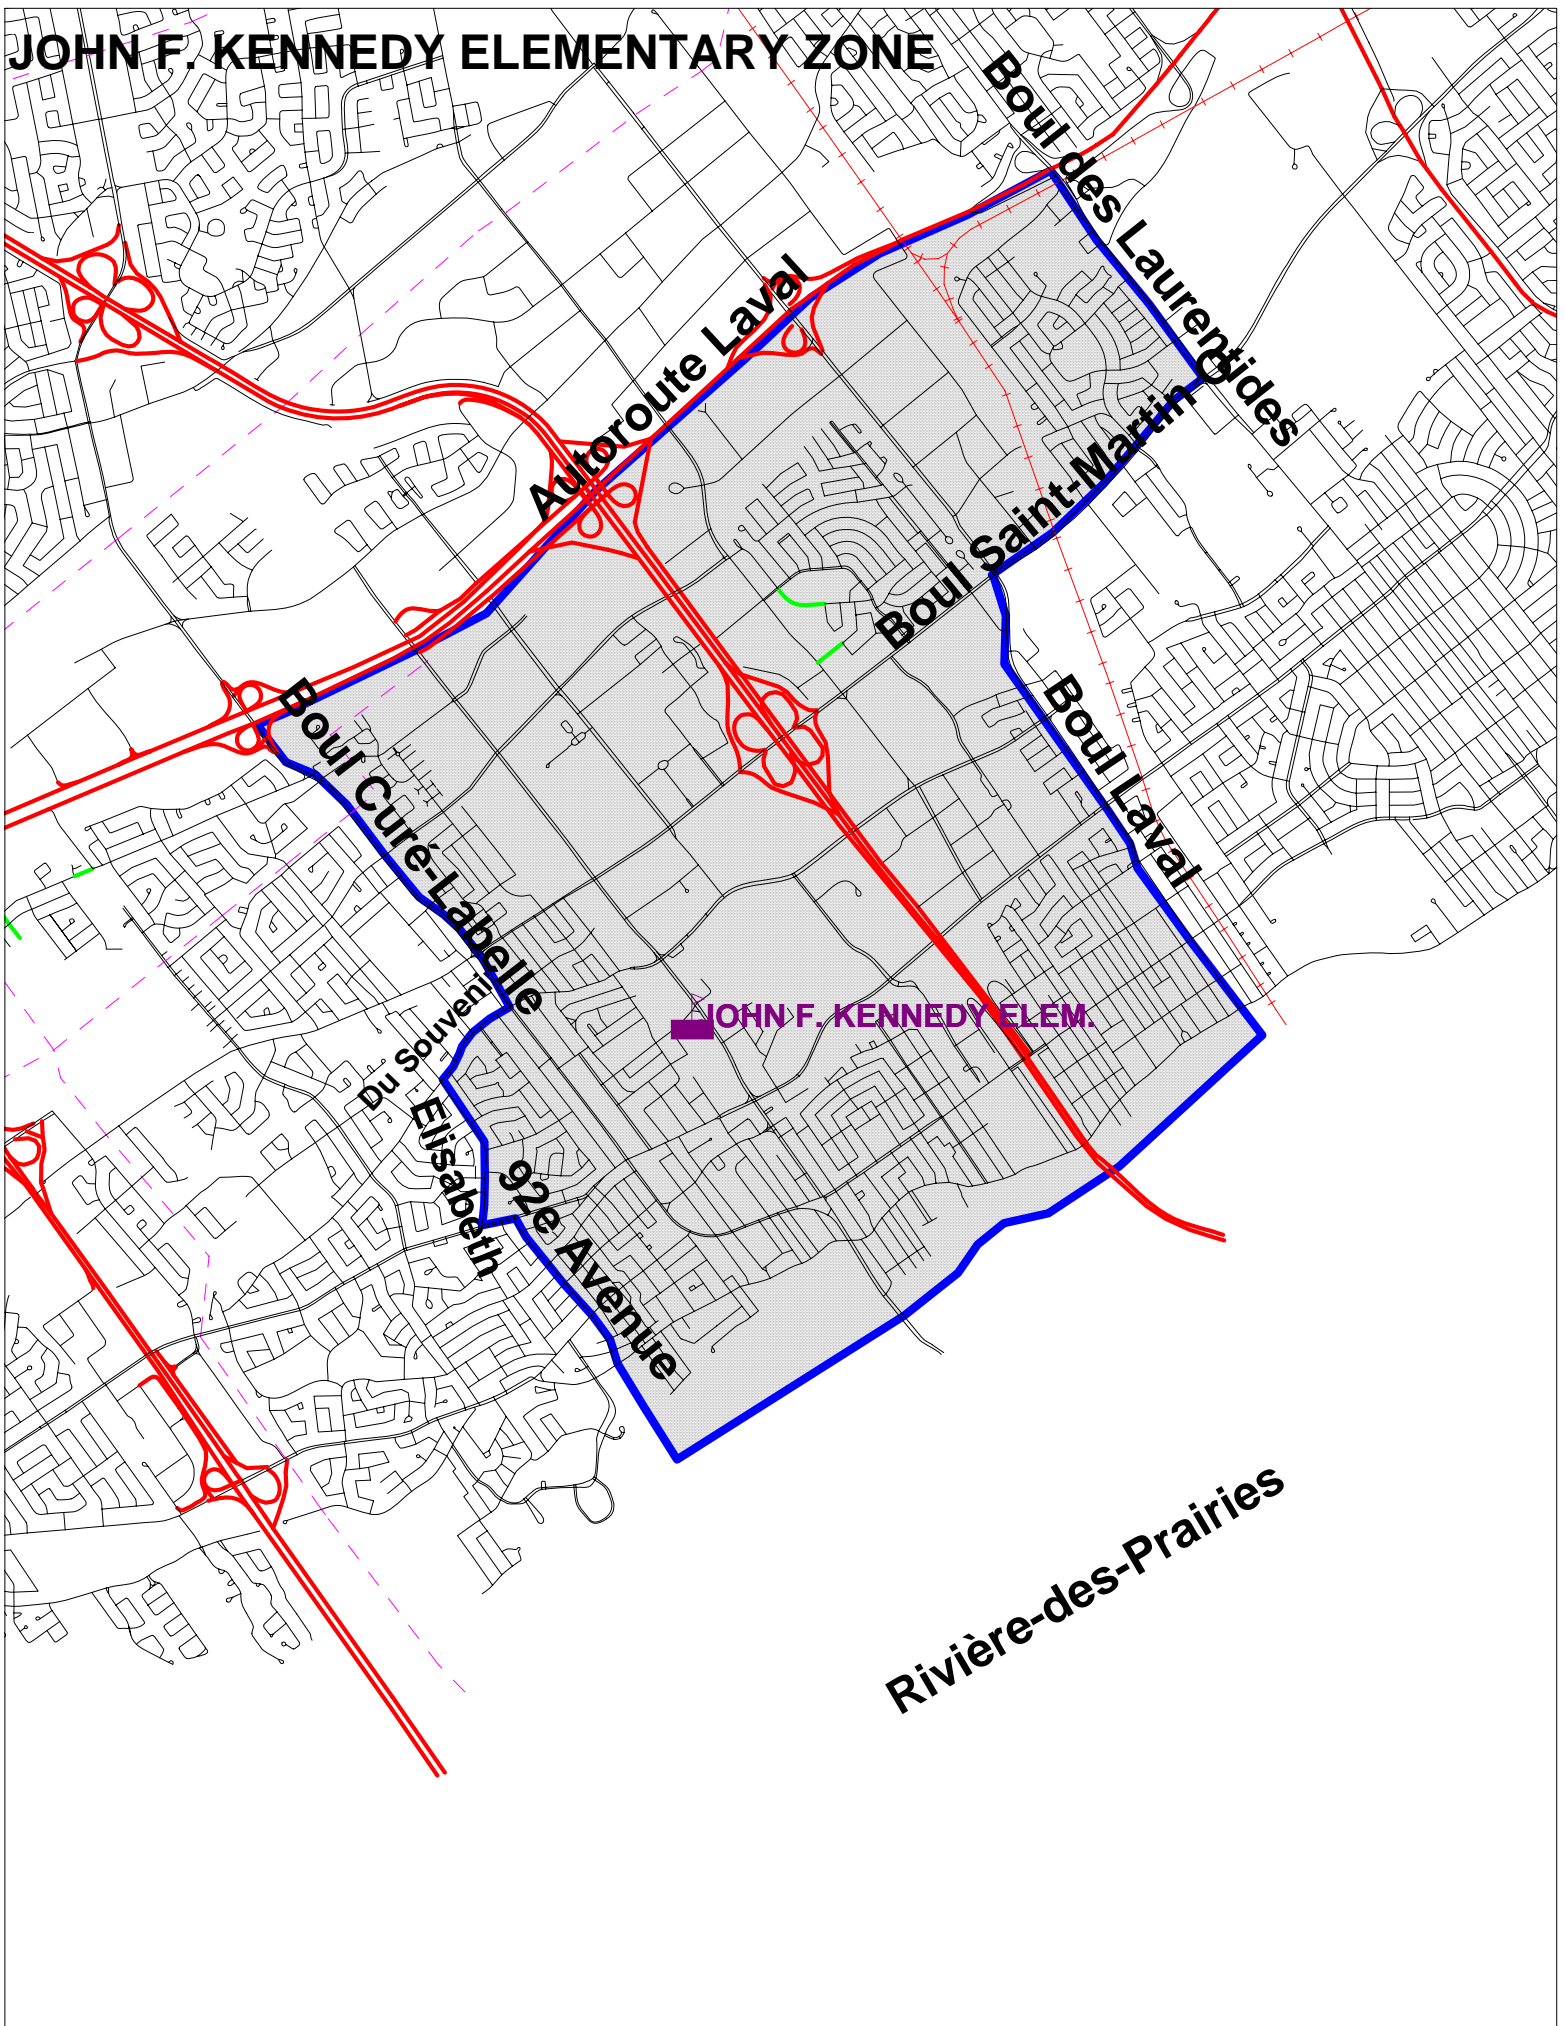 JOHN F. KENNEDY ELEMENTARY ZONE
Boul des Laurentides
Autoroute Laval
Boul Saint-Martin O
Boul Curé-Labelle
Boul Laval
Du Souvenir
JOHN F. KENNEDY ELEM.
Elisabeth
92e Avenue
Rivière-des-Prairies